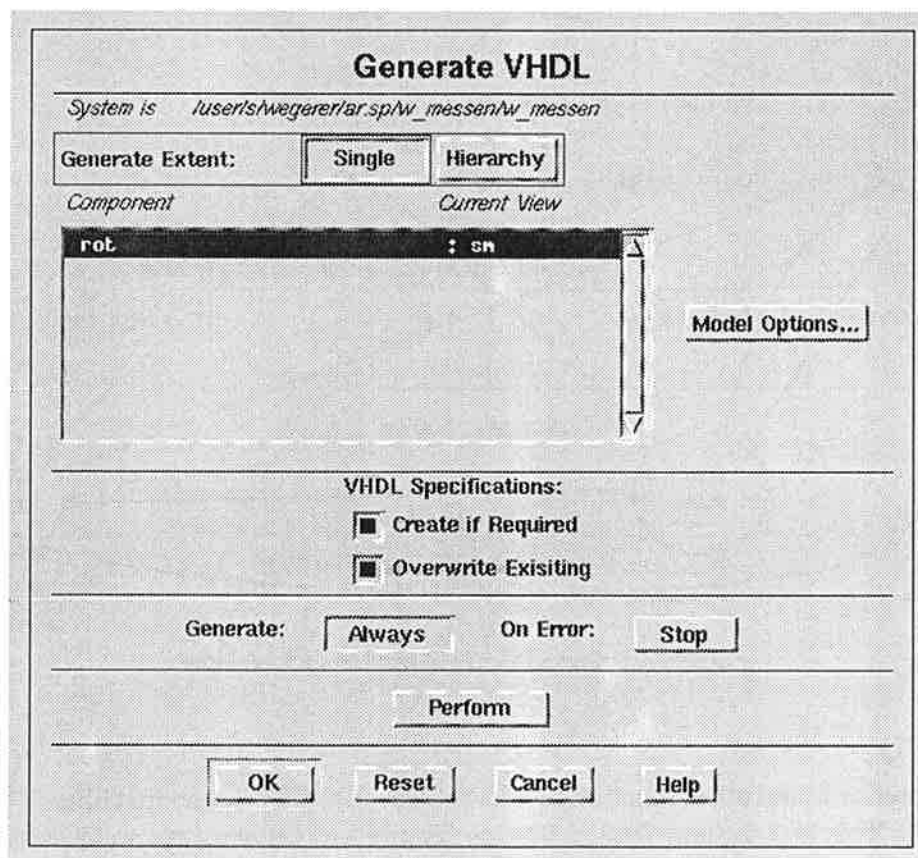 Generate VHDL
System is /user/s/wegerer/ar.sp/w_messen/w_messen
Generate Extent: Single Hierarchy
Component Current View
rot : sm
Model Options...
VHDL Specifications:
Create if Required
Overwrite Exisiting
Generate: Always On Error: Stop
Perform
OK Reset Cancel Help